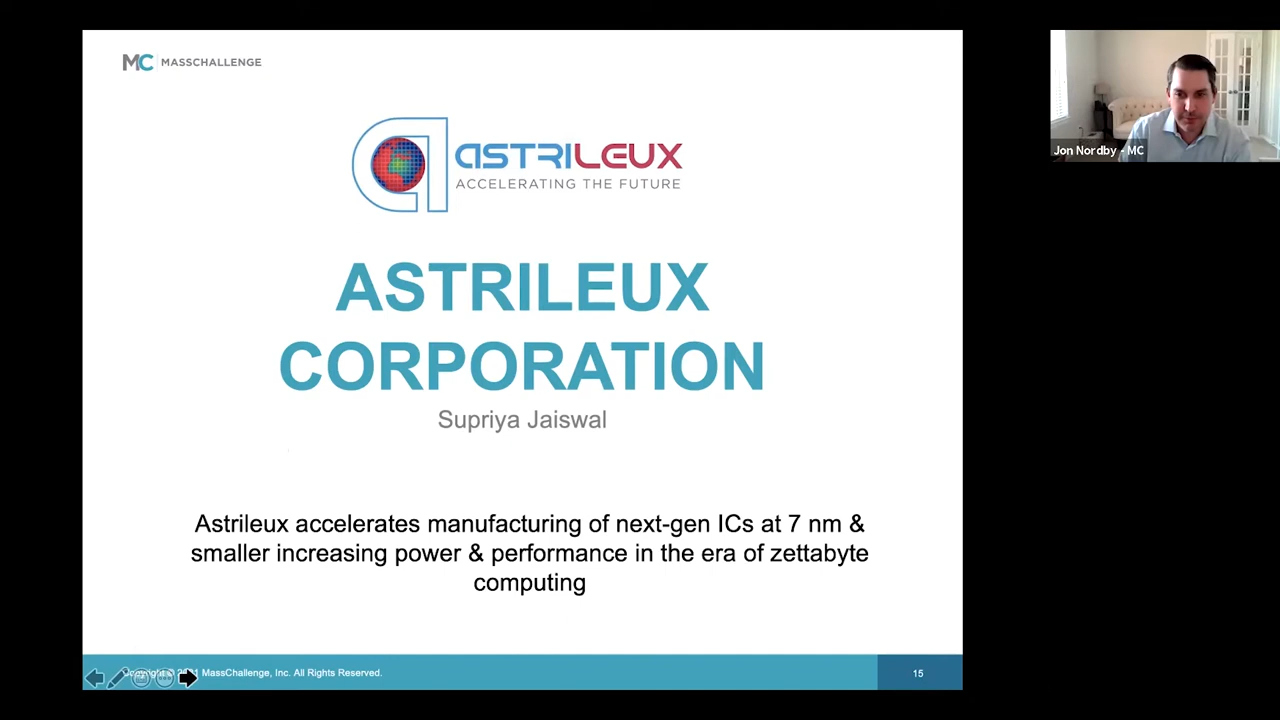 MC MASSCHALLENGE
ASTRILEUX
ACCELERATING THE FUTURE
ASTRILEUX
CORPORATION
Supriya Jaiswal
Astrileux accelerates manufacturing of next-gen ICs at 7 nm &
smaller increasing power & performance in the era of zettabyte
computing
Copyright © 2021 MassChallenge, Inc. All Rights Reserved.
15
Jon Nordby - MC